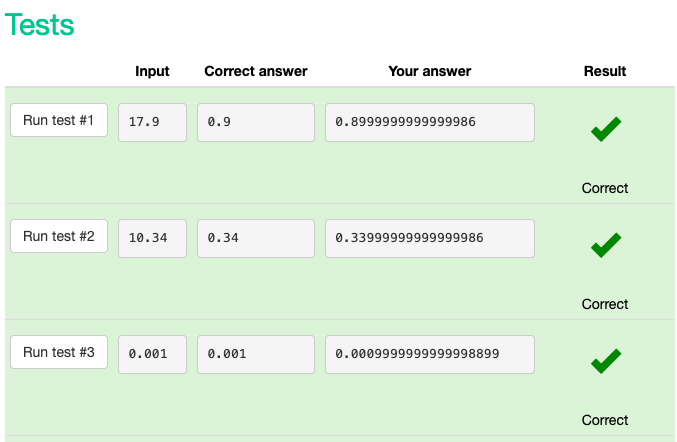 Tests
Input Correct answer Your answer Result
Run test #1 17.9 0.9 0.8999999999999986
Correct
Run test #2 10.34 0.34 0.33999999999999986
Correct
Run test #3 0.001 0.001 0.0009999999999998899
Correct